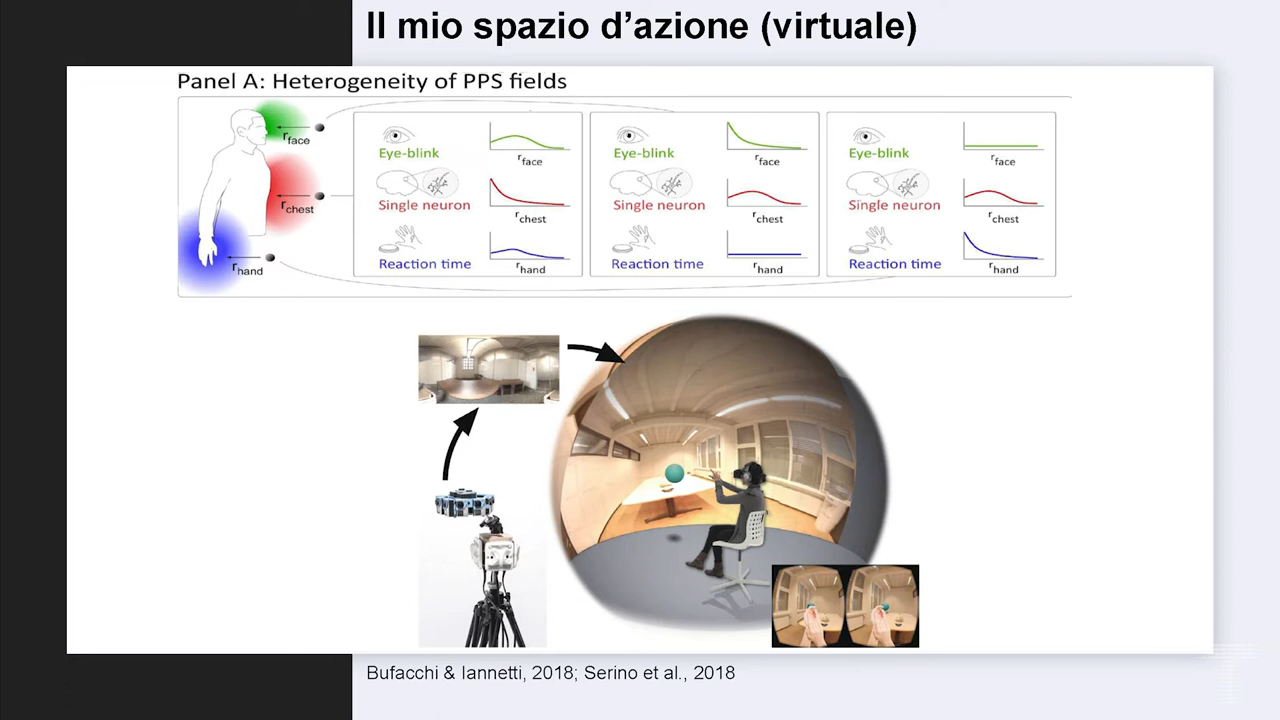 Il mio spazio d’azione (virtuale)
Panel A: Heterogeneity of PPS fields
rface
rchest
rhand
Eye-blink
rface
Single neuron
rchest
Reaction time
rhand
Eye-blink
rface
Single neuron
rchest
Reaction time
rhand
Eye-blink
rface
Single neuron
rchest
Reaction time
rhand
Bufacchi & Iannetti, 2018; Serino et al., 2018